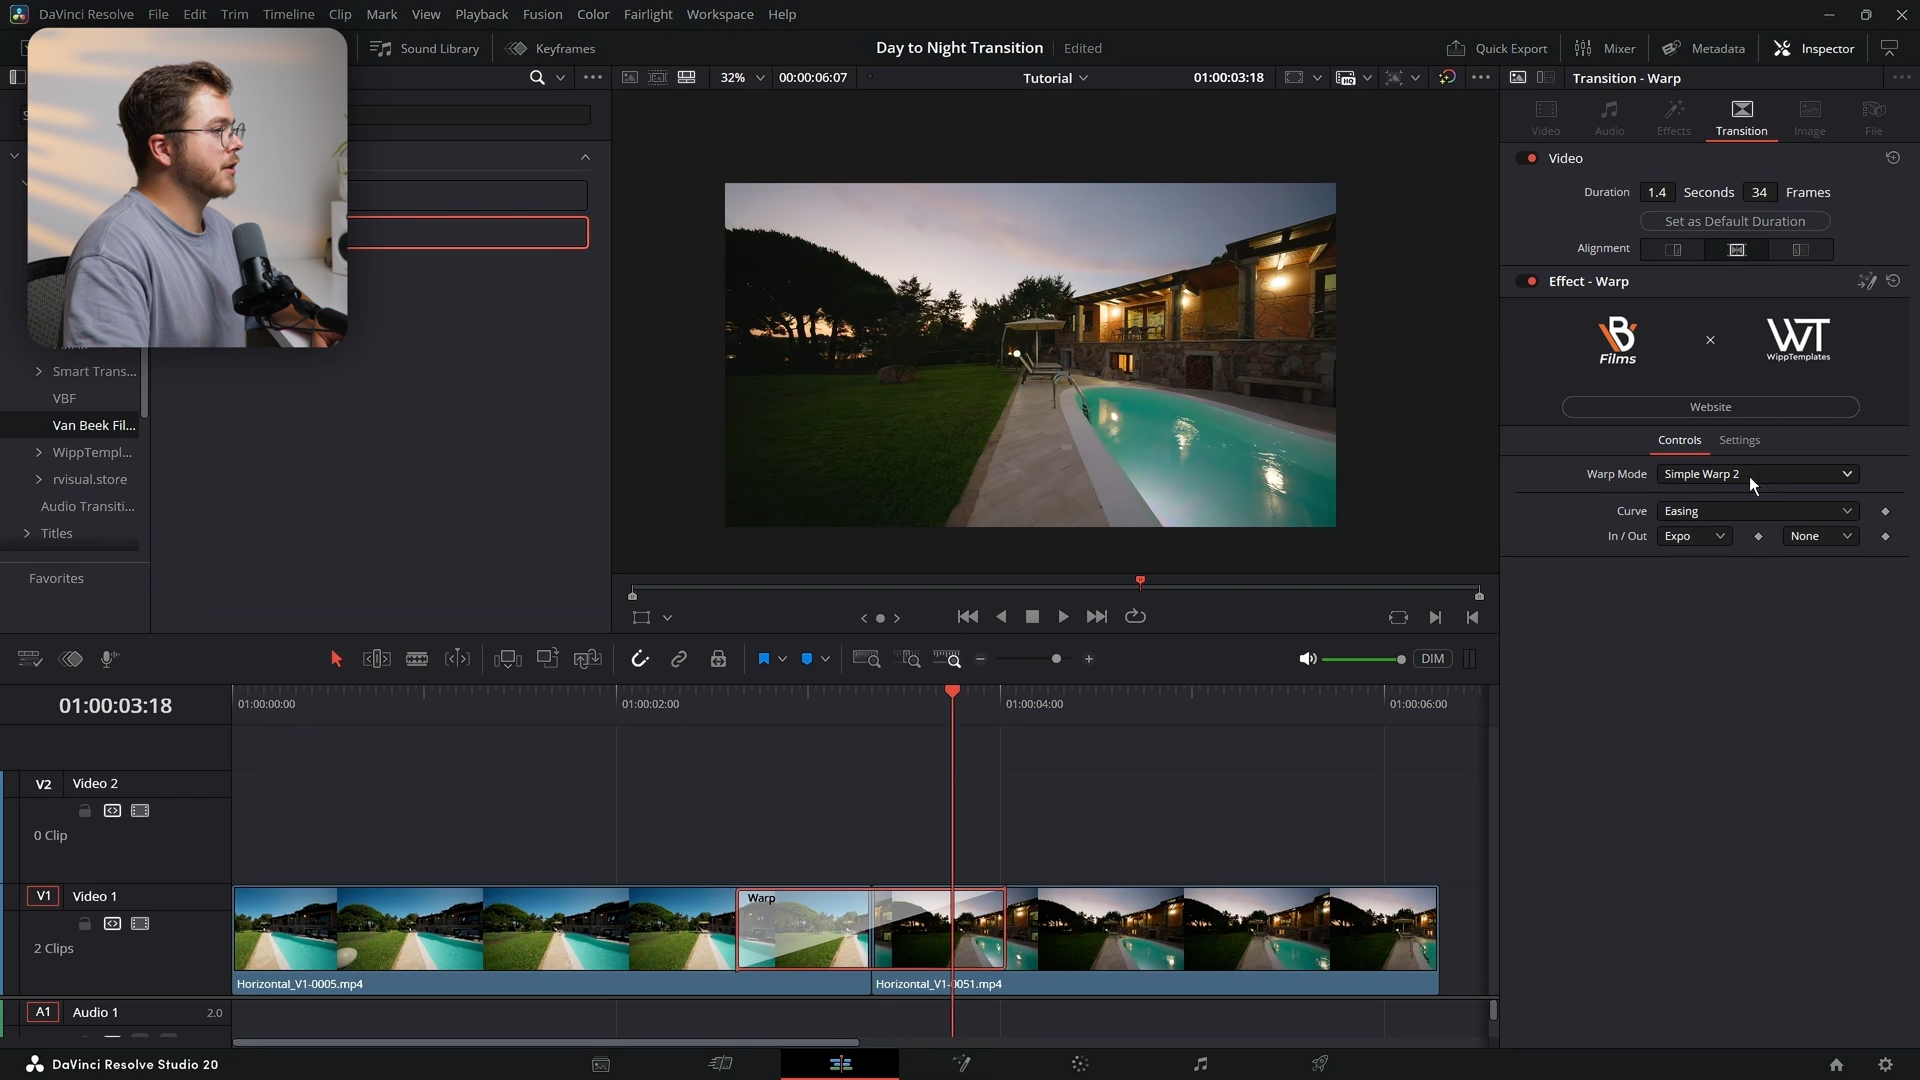 DaVinci Resolve File Edit Trim Timeline Clip Mark View Playback Fusion Color Fairlight Workspace Help
Sound Library Keyframes Day to Night Transition Edited Quick Export Mixer Metadata Inspector
32% 00:00:06:07 Tutorial 01:00:03:18 Transition - Warp
Video Audio Effects Transition Image File
Video
Duration 1.4 Seconds 34 Frames
Set as Default Duration
Alignment
Effect - Warp
VB Films × WT WippTemplates
Website
Controls Settings
Warp Mode Simple Warp 2
Curve Easing
In / Out Expo None
Smart Trans...
VBF
Van Beek Fil...
WippTempl...
rvisual.store
Audio Transiti...
Titles
Favorites
DIM
01:00:03:18 01:00:00:00 01:00:02:00 01:00:04:00 01:00:06:00
V2 Video 2
0 Clip
V1 Video 1
2 Clips
Warp
Horizontal_V1-0005.mp4 Horizontal_V1-0051.mp4
A1 Audio 1 2.0
DaVinci Resolve Studio 20